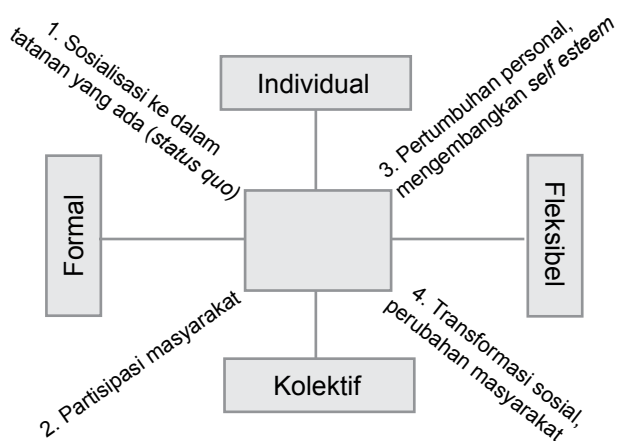 1. Sosialisasi ke dalam
tatanan yang ada (status quo)
Individual
3. Pertumbuhan personal,
mengembangkan self esteem
Formal
Fleksibel
2. Partisipasi masyarakat
Kolektif
4. Transformasi sosial,
perubahan masyarakat